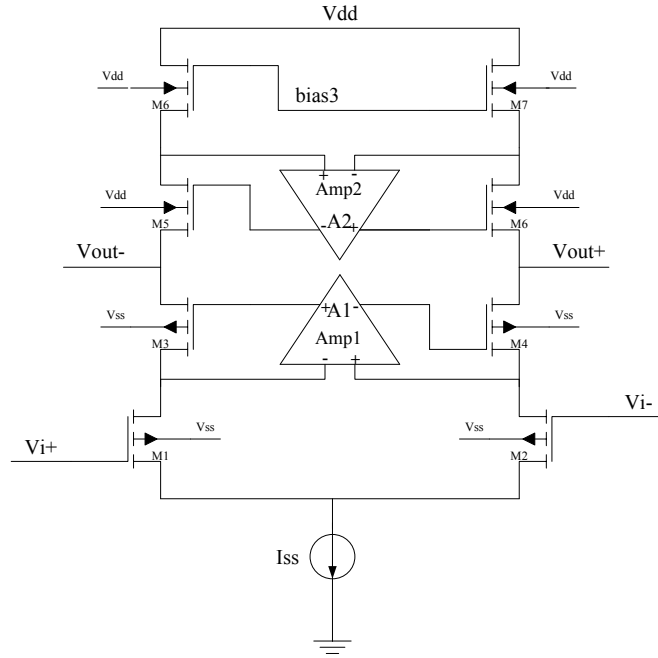 Vdd
Vdd
Vdd
M6
bias3
M7
+ -
Amp2
Vdd
Vdd
M5
- A2 +
M6
Vout-
Vout+
+ A1 -
Vss
Vss
Amp1
M3
M4
- +
Vi-
Vss
Vss
Vi+
M1
M2
Iss